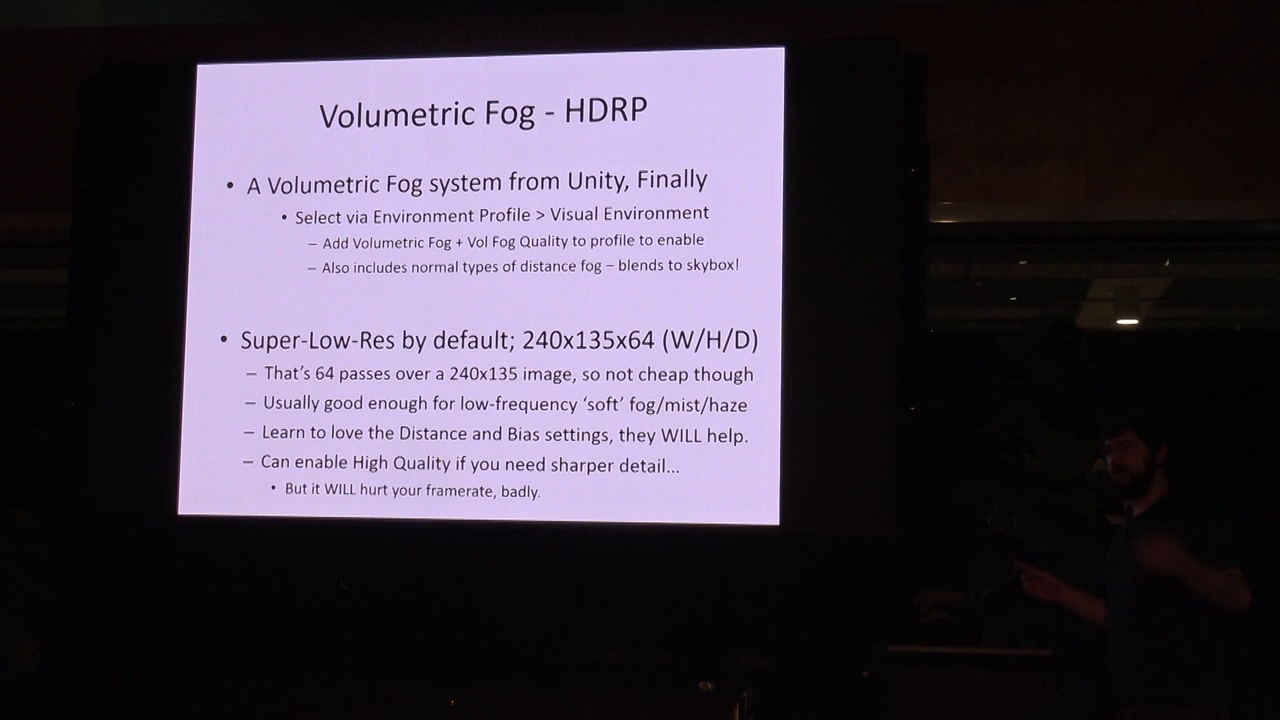 Volumetric Fog - HDRP
• A Volumetric Fog system from Unity, Finally
• Select via Environment Profile > Visual Environment
– Add Volumetric Fog + Vol Fog Quality to profile to enable
– Also includes normal types of distance fog – blends to skybox!
• Super-Low-Res by default; 240x135x64 (W/H/D)
– That's 64 passes over a 240x135 image, so not cheap though
– Usually good enough for low-frequency ‘soft’ fog/mist/haze
– Learn to love the Distance and Bias settings, they WILL help.
– Can enable High Quality if you need sharper detail…
• But it WILL hurt your framerate, badly.